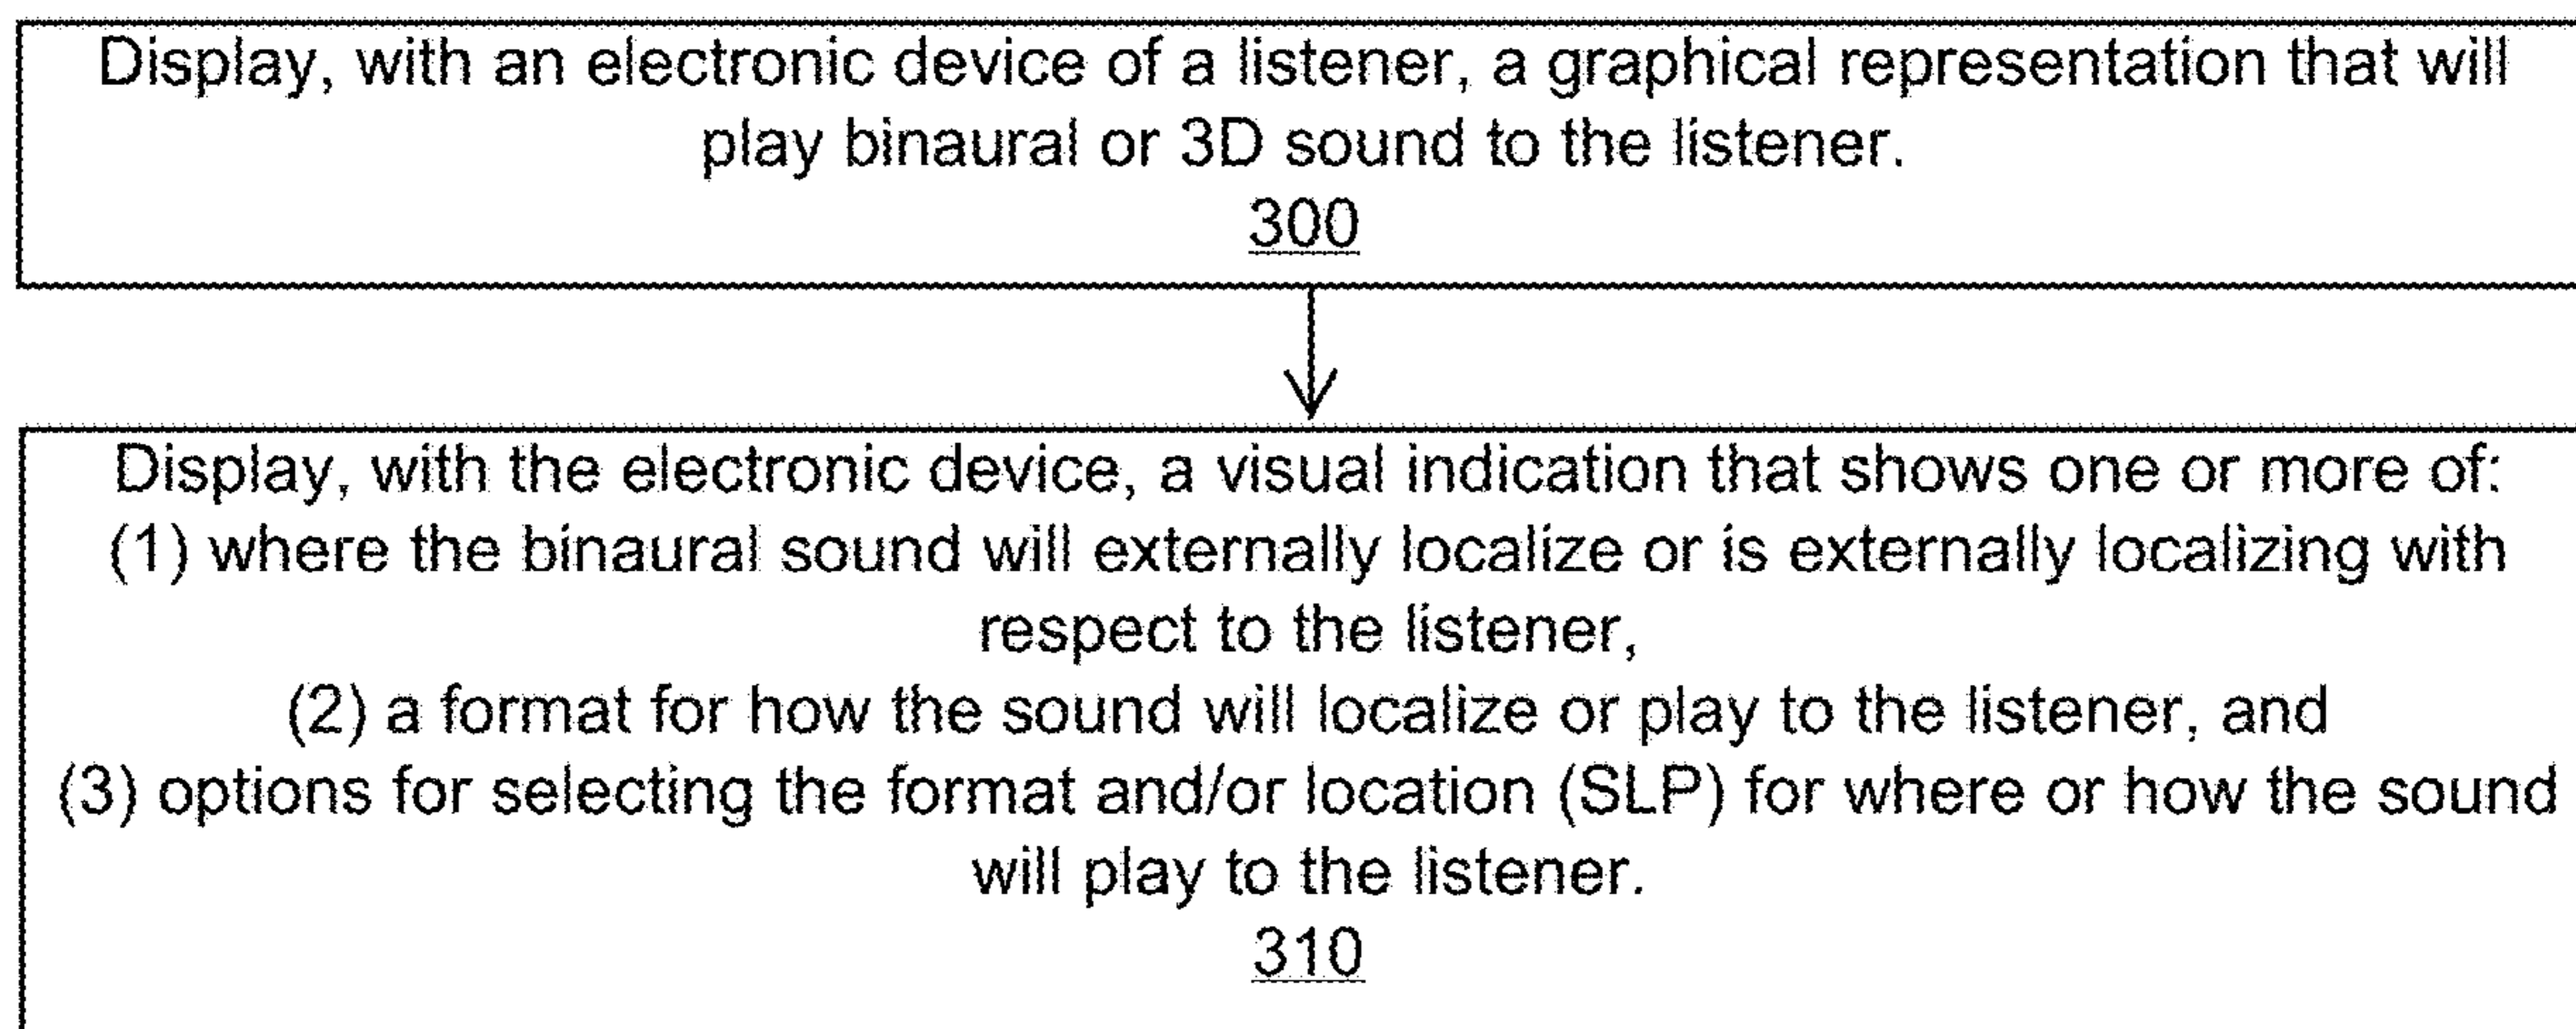 Display, with an electronic device of a listener, a graphical representation that will
play binaural or 3D sound to the listener.
300
Display, with the electronic device, a visual indication that shows one or more of:
(1) where the binaural sound will externally localize or is externally localizing with
respect to the listener,
(2) a format for how the sound will localize or play to the listener, and
(3) options for selecting the format and/or location (SLP) for where or how the sound
will play to the listener.
310